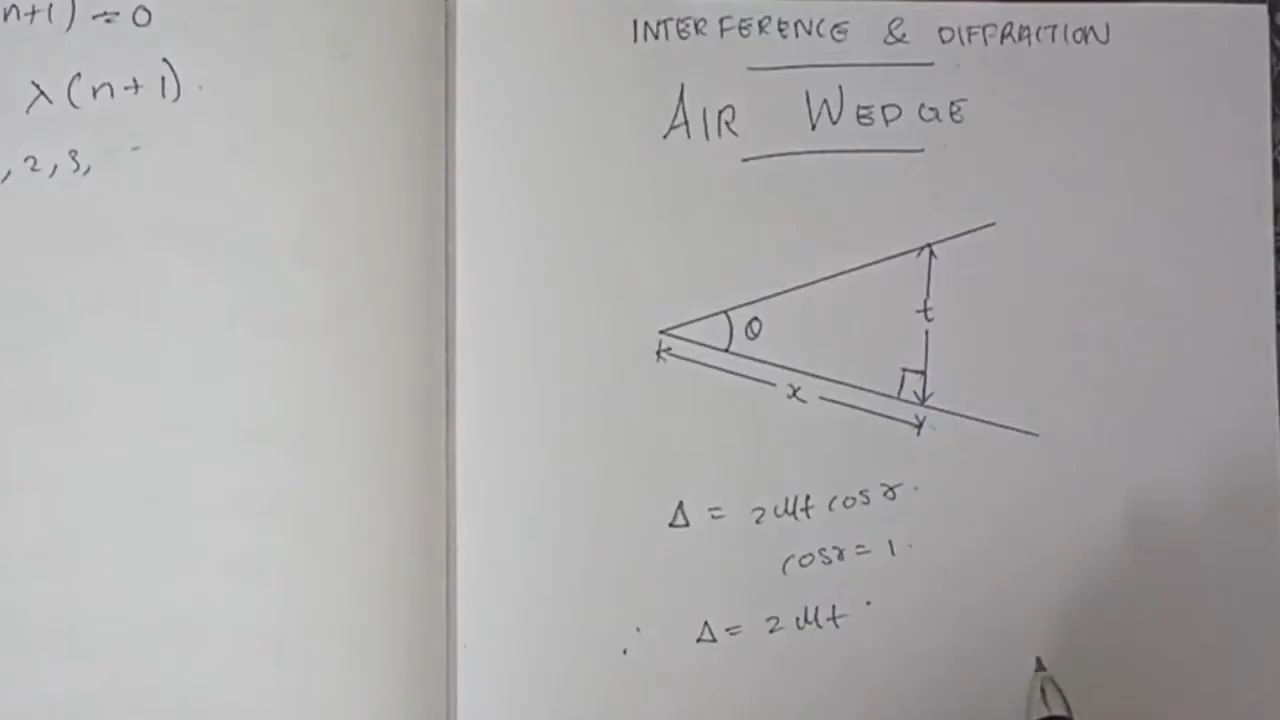 n+1) = 0
λ(n+1).
, 2, 3, -
INTERFERENCE & DIFFRACTION
AIR WEDGE
θ
t
x
Δ = 2μt cos r.
cos r = 1.
∴ Δ = 2μt.